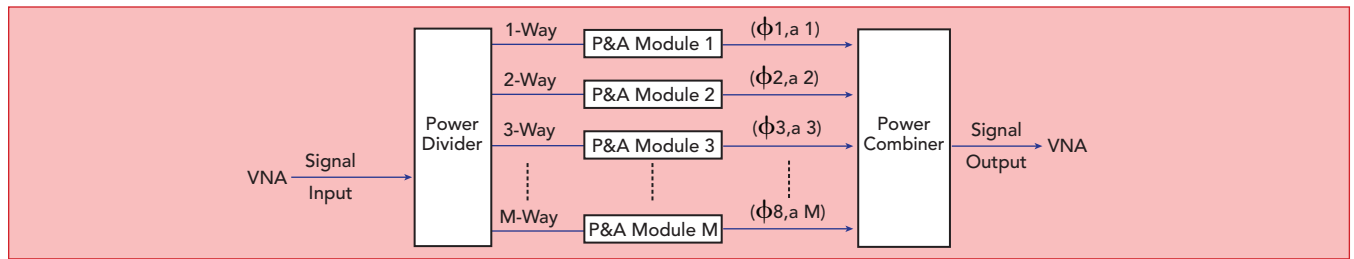 1-Way
P&A Module 1
(ϕ1,a 1)
2-Way
P&A Module 2
(ϕ2,a 2)
Power
Divider
3-Way
P&A Module 3
(ϕ3,a 3)
Power
Combiner
Signal
Output
VNA
VNA
Signal
Input
M-Way
P&A Module M
(ϕ8,a M)